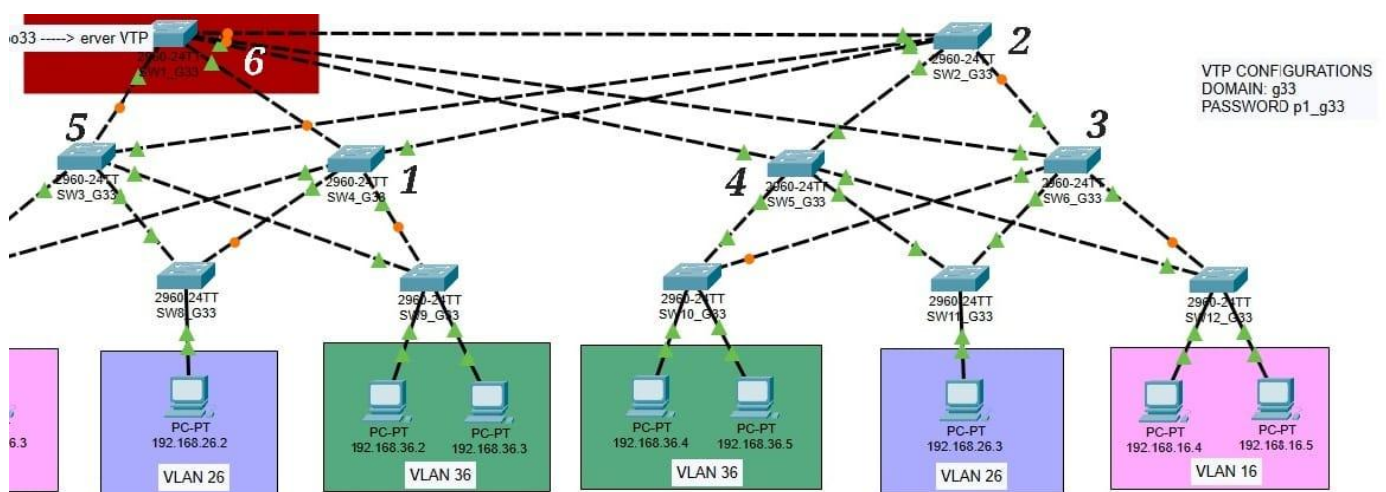 oo33 -----> erver VTP
2960-24TT
SW1_G33
6
2960-24TT
SW2_G33
2
VTP CONFIGURATIONS
DOMAIN: g33
PASSWORD p1_g33
5
2960-24TT
SW3_G33
2960-24TT
SW4_G33
1
4
2960-24TT
SW5_G33
3
2960-24TT
SW6_G33
2960-24TT
SW8_G33
2960-24TT
SW9_G33
2960-24TT
SW10_G33
2960-24TT
SW11_G33
2960-24TT
SW12_G33
6.3
PC-PT
192.168.26.2
VLAN 26
PC-PT
192.168.36.2
PC-PT
192.168.36.3
VLAN 36
PC-PT
192.168.36.4
PC-PT
192.168.36.5
VLAN 36
PC-PT
192.168.26.3
VLAN 26
PC-PT
192.168.16.4
PC-PT
192.168.16.5
VLAN 16